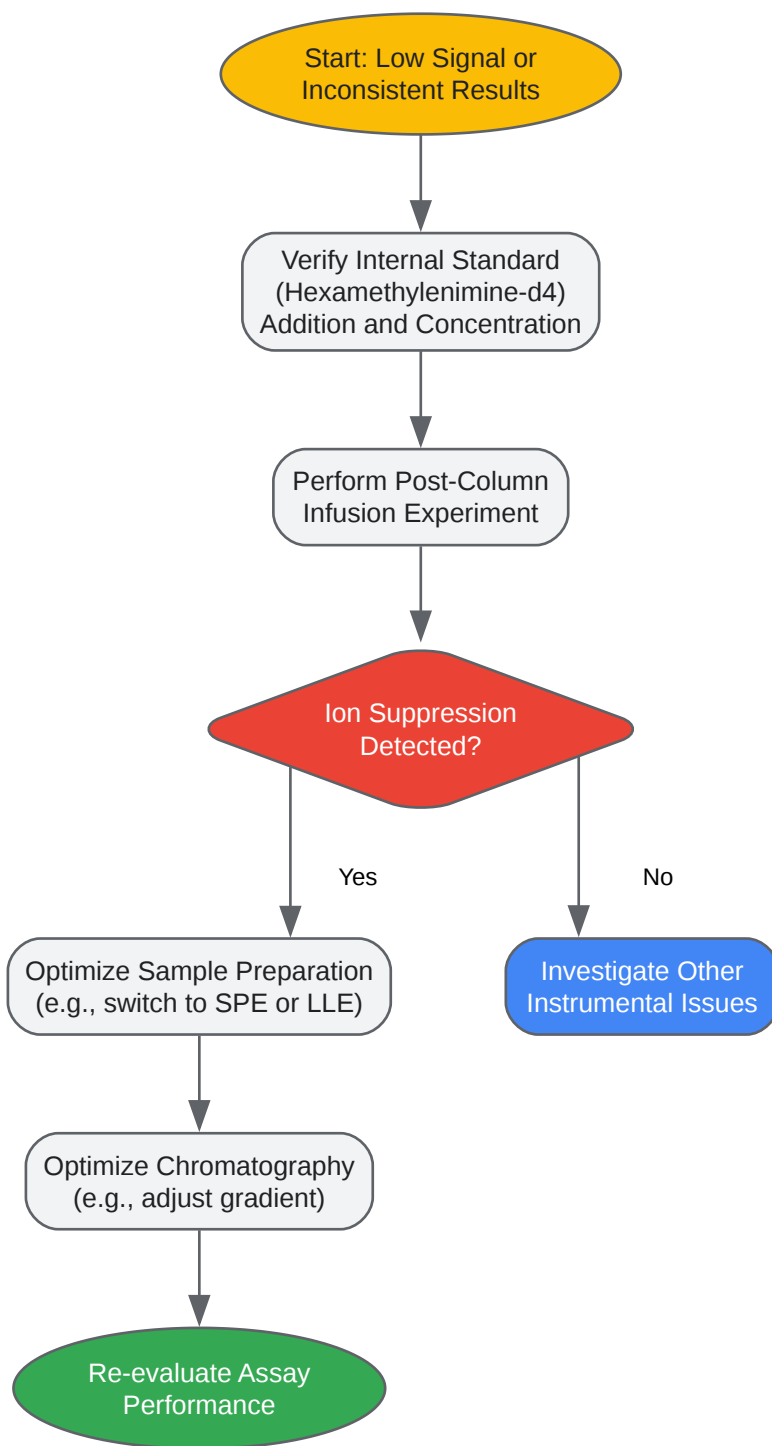 Start: Low Signal or
Inconsistent Results
Verify Internal Standard
(Hexamethylenimine-d4)
Addition and Concentration
Perform Post-Column
Infusion Experiment
Ion Suppression
Detected?
Yes
No
Optimize Sample Preparation
(e.g., switch to SPE or LLE)
Investigate Other
Instrumental Issues
Optimize Chromatography
(e.g., adjust gradient)
Re-evaluate Assay
Performance